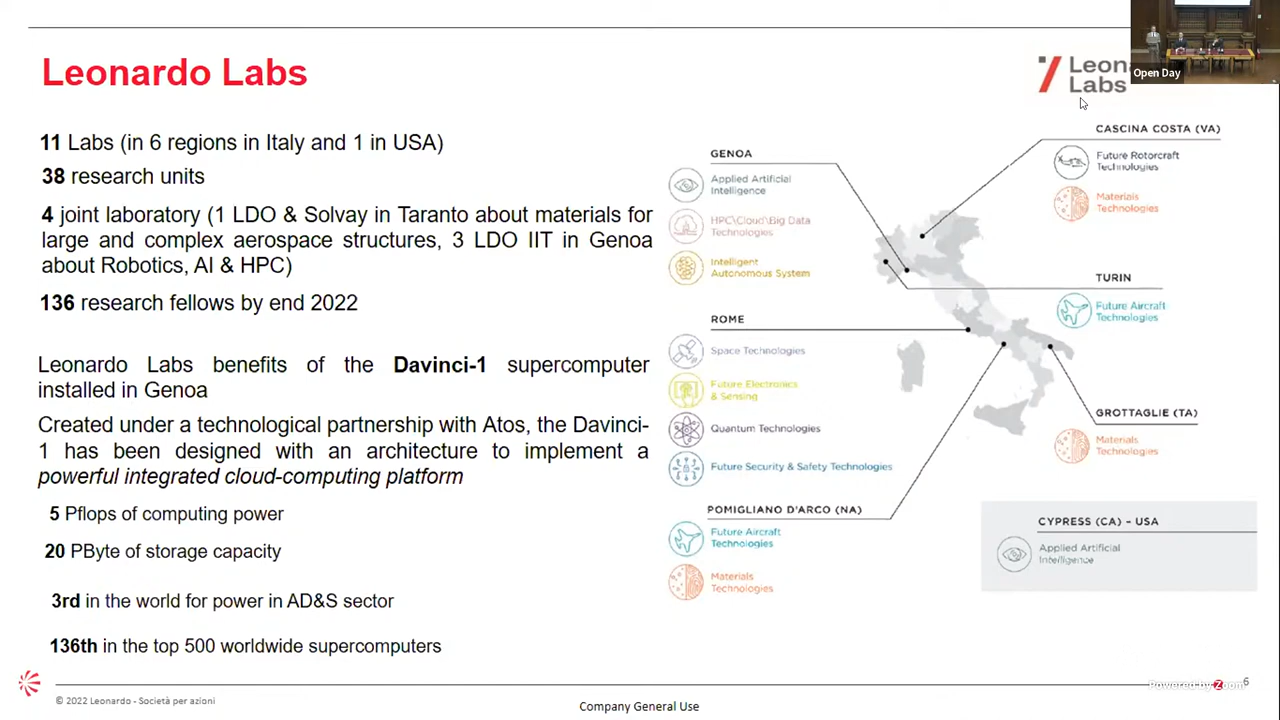 Leonardo Labs
11 Labs (in 6 regions in Italy and 1 in USA)
38 research units
4 joint laboratory (1 LDO & Solvay in Taranto about materials for
large and complex aerospace structures, 3 LDO IIT in Genoa
about Robotics, AI & HPC)
136 research fellows by end 2022
Leonardo Labs benefits of the Davinci-1 supercomputer
installed in Genoa
Created under a technological partnership with Atos, the Davinci-
1 has been designed with an architecture to implement a
powerful integrated cloud-computing platform
5 Pflops of computing power
20 PByte of storage capacity
3rd in the world for power in AD&S sector
136th in the top 500 worldwide supercomputers
Leon
Labs
Open Day
GENOA
Applied Artificial
Intelligence
HPC\Cloud\Big Data
Technologies
Intelligent
Autonomous System
ROME
Space Technologies
Future Electronics
& Sensing
Quantum Technologies
Future Security & Safety Technologies
POMIGLIANO D'ARCO (NA)
Future Aircraft
Technologies
Materials
Technologies
CASCINA COSTA (VA)
Future Rotorcraft
Technologies
Materials
Technologies
TURIN
Future Aircraft
Technologies
GROTTAGLIE (TA)
Materials
Technologies
CYPRESS (CA) - USA
Applied Artificial
Intelligence
© 2022 Leonardo - Società per azioni
Company General Use
Powered by Zoom
6